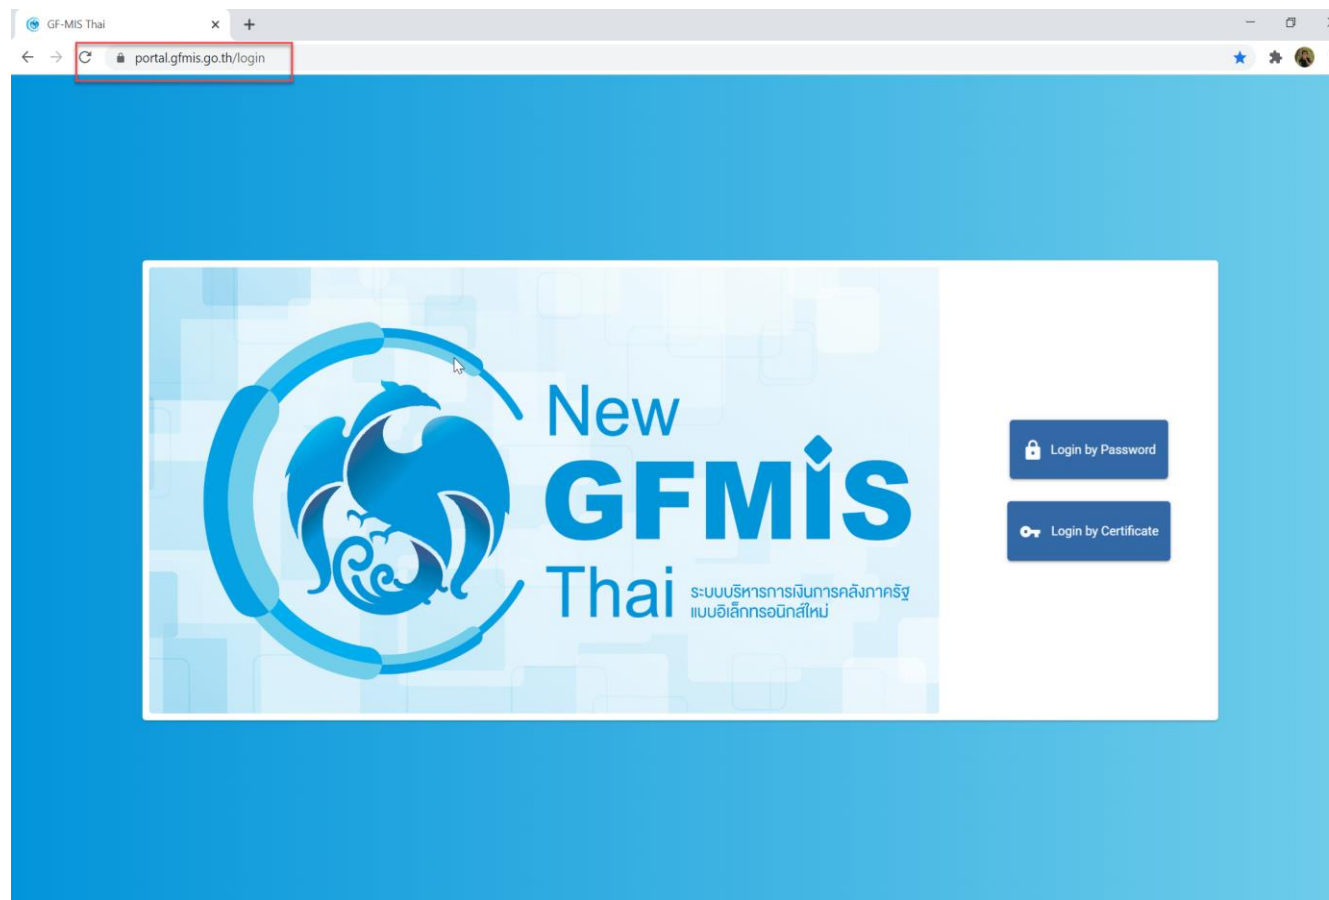 GF-MIS Thai
portal.gfmis.go.th/login
New
GFMIS
Thai
ระบบบริหารการเงินการคลังภาครัฐ
แบบอิเล็กทรอนิกส์ใหม่
Login by Password
Login by Certificate